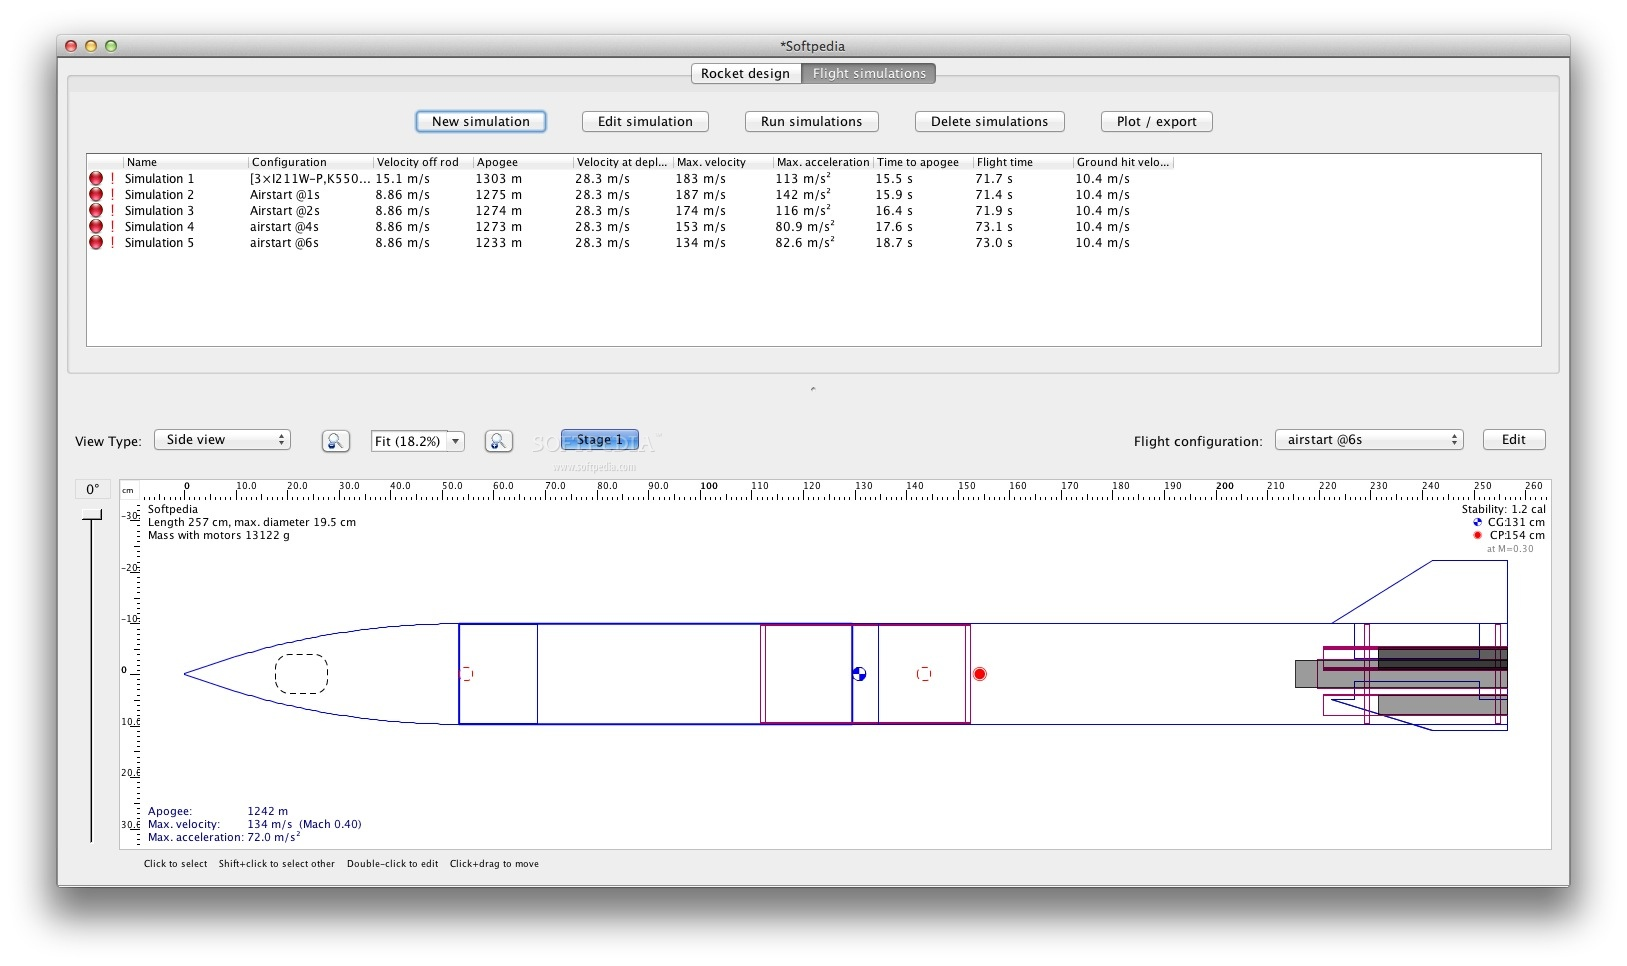 *Softpedia
Rocket design Flight simulations
New simulation Edit simulation Run simulations Delete simulations Plot / export
Name Configuration Velocity off rod Apogee Velocity at depl... Max. velocity Max. acceleration Time to apogee Flight time Ground hit velo...
! Simulation 1 [3×I211W-P,K550... 15.1 m/s 1303 m 28.3 m/s 183 m/s 113 m/s² 15.5 s 71.7 s 10.4 m/s
! Simulation 2 Airstart @1s 8.86 m/s 1275 m 28.3 m/s 187 m/s 142 m/s² 15.9 s 71.4 s 10.4 m/s
! Simulation 3 Airstart @2s 8.86 m/s 1274 m 28.3 m/s 174 m/s 116 m/s² 16.4 s 71.9 s 10.4 m/s
! Simulation 4 airstart @4s 8.86 m/s 1273 m 28.3 m/s 153 m/s 80.9 m/s² 17.6 s 73.1 s 10.4 m/s
! Simulation 5 airstart @6s 8.86 m/s 1233 m 28.3 m/s 134 m/s 82.6 m/s² 18.7 s 73.0 s 10.4 m/s
View Type: Side view Fit (18.2%) Stage 1 Flight configuration: airstart @6s Edit
SOFTPEDIA
www.softpedia.com
0° cm 0 10.0 20.0 30.0 40.0 50.0 60.0 70.0 80.0 90.0 100 110 120 130 140 150 160 170 180 190 200 210 220 230 240 250 260
Softpedia Stability: 1.2 cal
Length 257 cm, max. diameter 19.5 cm CG:131 cm
Mass with motors 13122 g CP:154 cm
at M=0.30
-30
-20
-10
0
10.0
20.0
30.0
Apogee: 1242 m
Max. velocity: 134 m/s (Mach 0.40)
Max. acceleration: 72.0 m/s²
Click to select Shift+click to select other Double-click to edit Click+drag to move